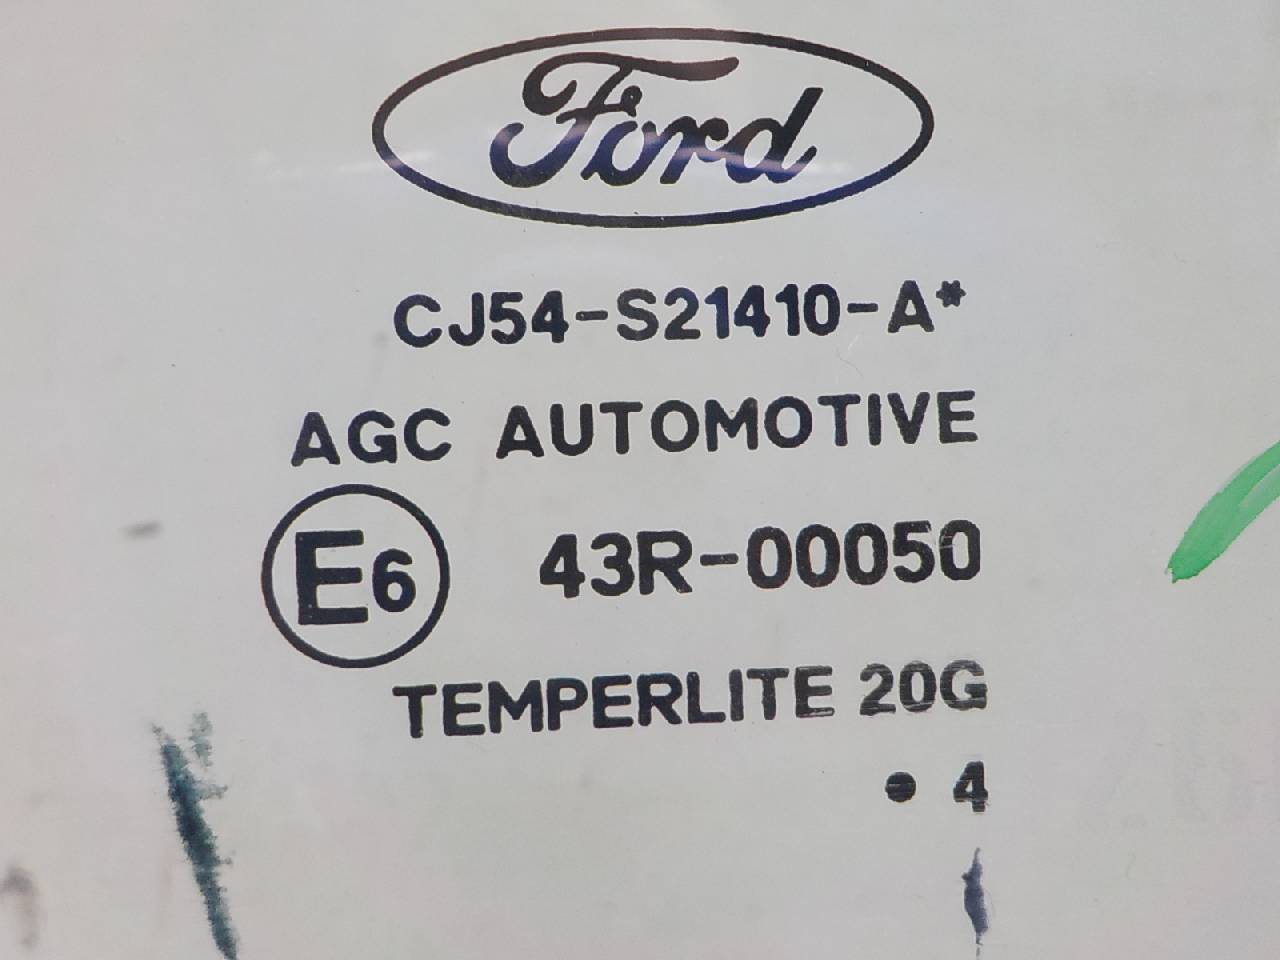 Ford
CJ54-S21410-A*
AGC AUTOMOTIVE
E6 43R-00050
TEMPERLITE 20G
• 4